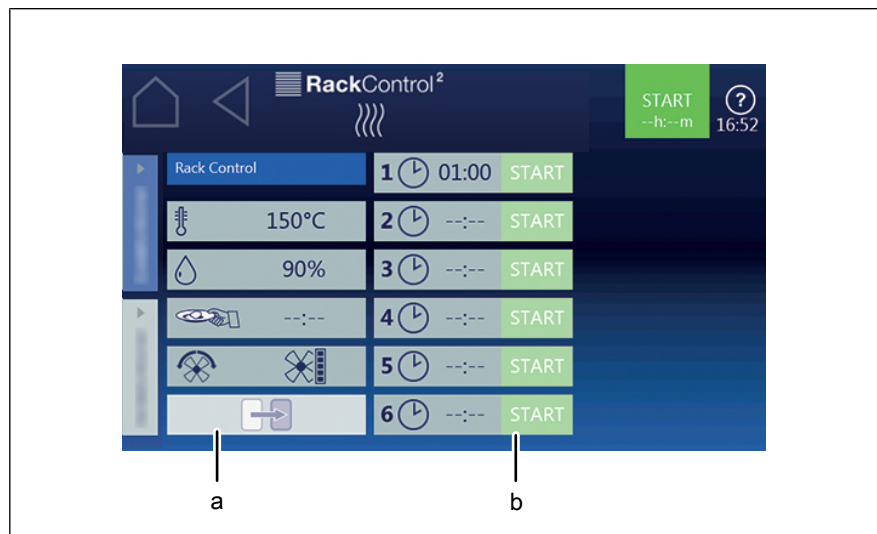 RackControl²
START
--h:--m
?
16:52
Rack Control
150°C
90%
--:--
1 01:00 START
2 --:-- START
3 --:-- START
4 --:-- START
5 --:-- START
6 --:-- START
a b